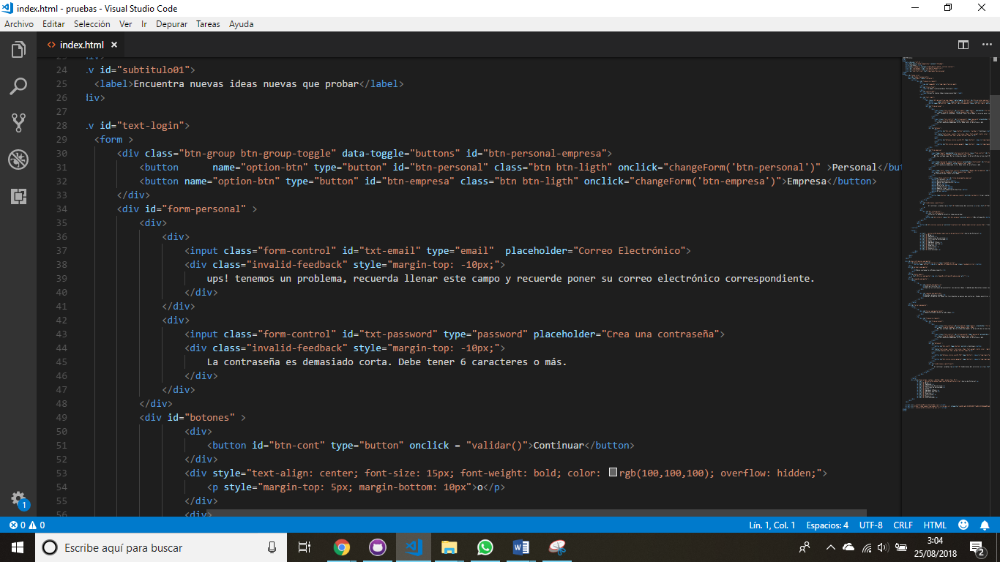 index.html - pruebas - Visual Studio Code
Archivo Editar Selección Ver Ir Depurar Tareas Ayuda
index.html
23 iv>
24 .v id="subtitulo01">
25 <label>Encuentra nuevas ideas nuevas que probar</label>
26 liv>
27
28 .v id="text-login">
29 <form >
30 <div class="btn-group btn-group-toggle" data-toggle="buttons" id="btn-personal-empresa">
31 <button name="option-btn" type="button" id="btn-personal" class="btn btn-ligth" onclick="changeForm('btn-personal')" >Personal</but
32 <button name="option-btn" type="button" id="btn-empresa" class="btn btn-ligth" onclick="changeForm('btn-empresa')">Empresa</button>
33 </div>
34 <div id="form-personal" >
35 <div>
36 <div>
37 <input class="form-control" id="txt-email" type="email" placeholder="Correo Electrónico">
38 <div class="invalid-feedback" style="margin-top: -10px;">
39 ups! tenemos un problema, recuerda llenar este campo y recuerde poner su correo electrónico correspondiente.
40 </div>
41 </div>
42 <div>
43 <input class="form-control" id="txt-password" type="password" placeholder="Crea una contraseña">
44 <div class="invalid-feedback" style="margin-top: -10px;">
45 La contraseña es demasiado corta. Debe tener 6 caracteres o más.
46 </div>
47 </div>
48 </div>
49 <div id="botones" >
50 <div>
51 <button id="btn-cont" type="button" onclick = "validar()">Continuar</button>
52 </div>
53 <div style="text-align: center; font-size: 15px; font-weight: bold; color: rgb(100,100,100); overflow: hidden;">
54 <p style="margin-top: 5px; margin-bottom: 10px">o</p>
55 </div>
56 <div>
0 0 Lín. 1, Col. 1 Espacios: 4 UTF-8 CRLF HTML
1
Escribe aquí para buscar
3:04
25/08/2018
2